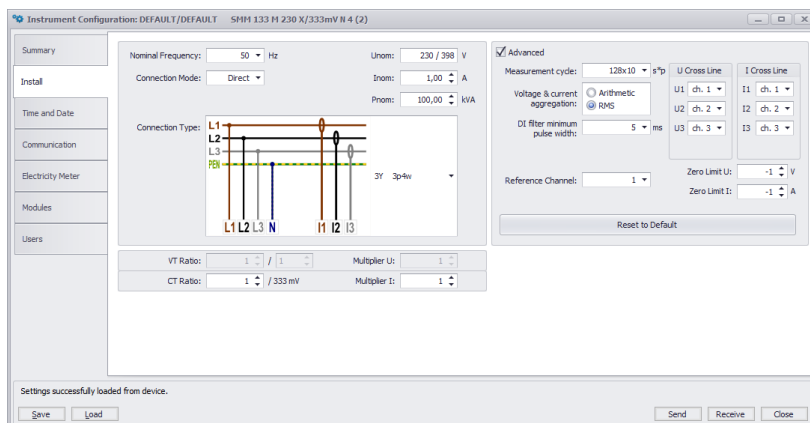 Instrument Configuration: DEFAULT/DEFAULT SMM 133 M 230 X/333mV N 4 (2)
Summary
Install
Time and Date
Communication
Electricity Meter
Modules
Users
Nominal Frequency: 50 Hz
Unom: 230 / 398 V
Connection Mode: Direct
Inom: 1,00 A
Pnom: 100,00 kVA
Connection Type:
L1
L2
L3
PEN
L1 L2 L3 N I1 I2 I3
3Y 3p4w
VT Ratio: 1 / 1
Multiplier U: 1
CT Ratio: 1 / 333 mV
Multiplier I: 1
Advanced
Measurement cycle: 128x10 s*p
Voltage & current aggregation:
Arithmetic
RMS
DI filter minimum pulse width: 5 ms
U Cross Line
U1 ch. 1
U2 ch. 2
U3 ch. 3
I Cross Line
I1 ch. 1
I2 ch. 2
I3 ch. 3
Reference Channel: 1
Zero Limit U: -1 V
Zero Limit I: -1 A
Reset to Default
Settings successfully loaded from device.
Save Load Send Receive Close